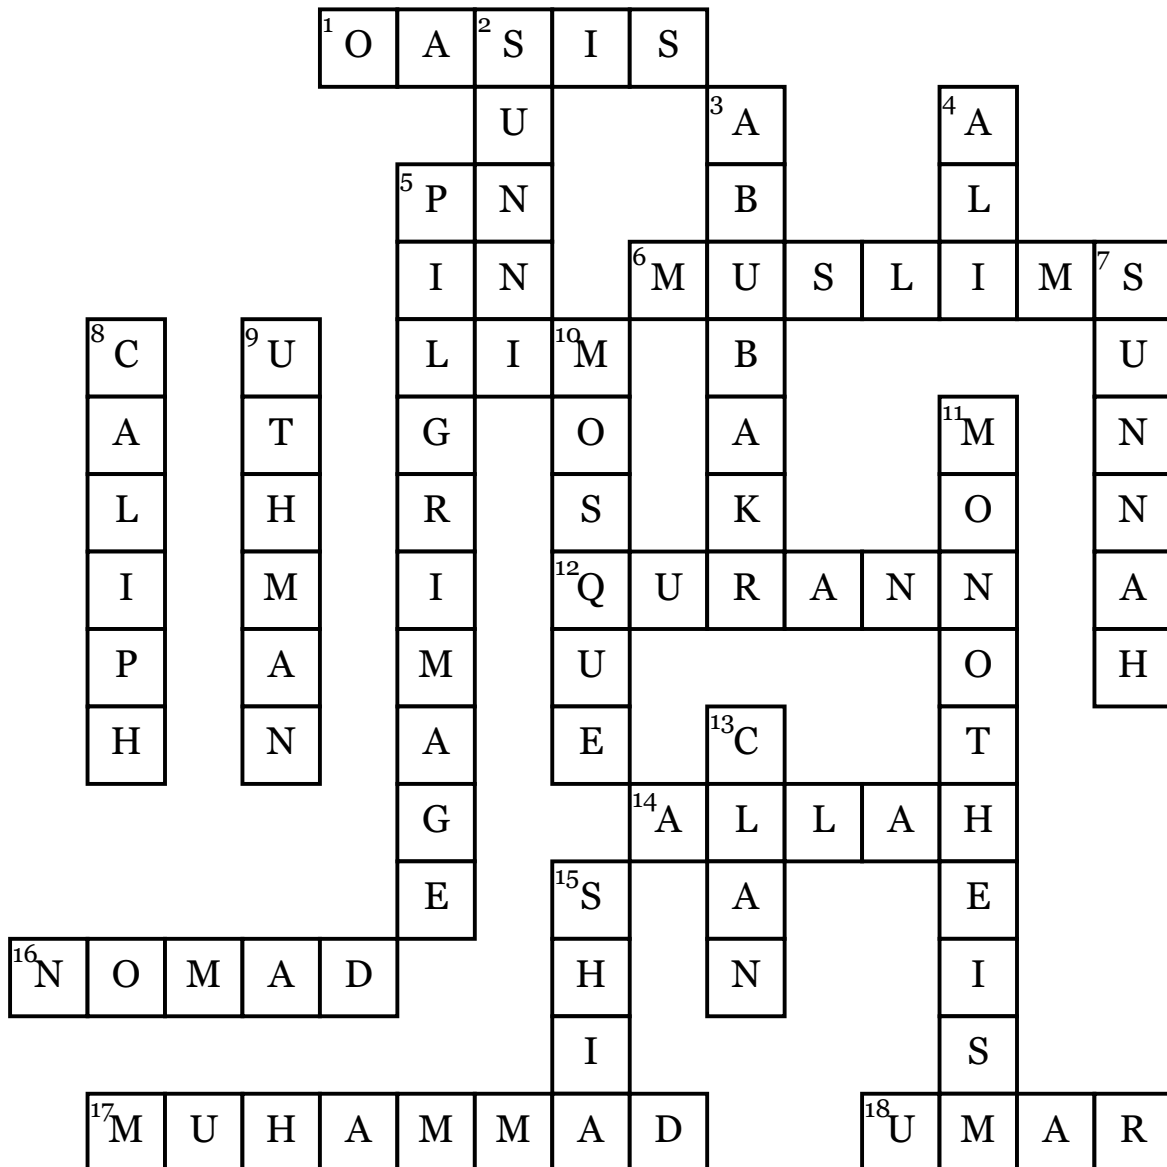 1 O A 2 S I S
U 3 A 4 A
5 P N B L
I N 6 M U S L I M 7 S
8 C 9 U L I 10 M B U
A T G O A 11 M N
L H R S K O N
I M I 12 Q U R A N N A
P A M U O H
H N A E 13 C T
G 14 A L L A H
E 15 S A E
16 N O M A D H N I
I S
17 M U H A M M A D 18 U M A R